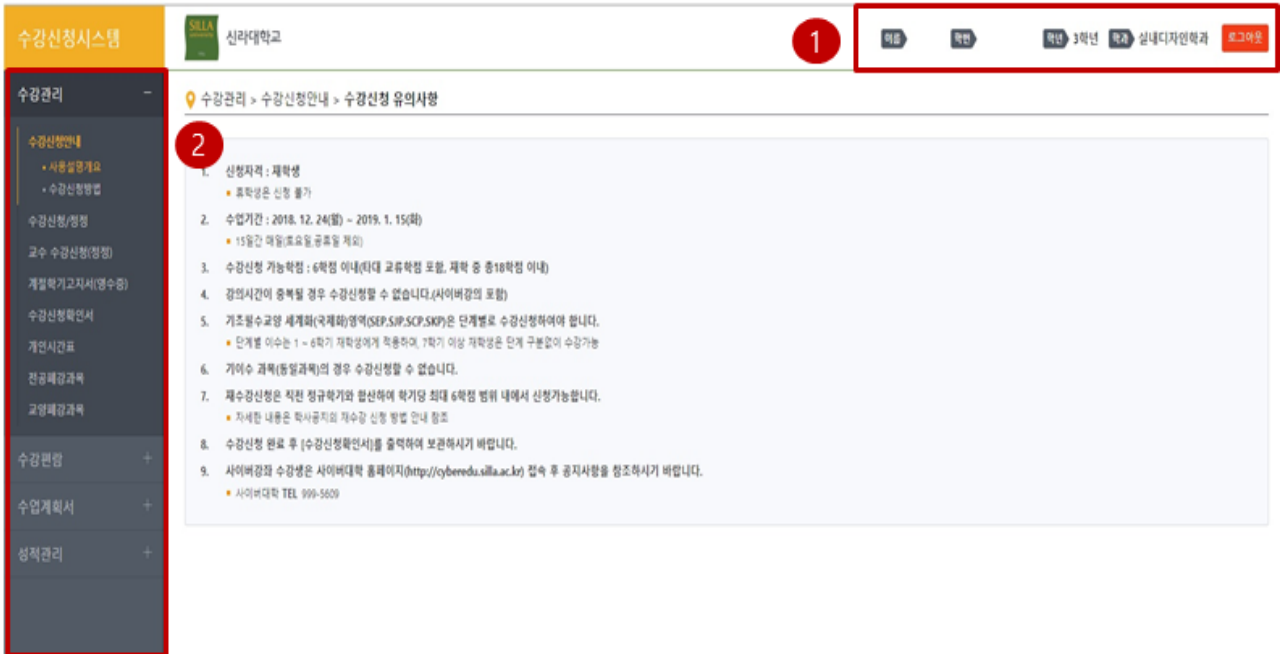 수강신청시스템
SILLA
신라대학교
1
이름
학번
학년 3학년 학과 실내디자인학과 로그아웃
수강관리 −
수강관리 > 수강신청안내 > 수강신청 유의사항
2
수강신청안내
• 사용설명개요
• 수강신청방법
수강신청/정정
교수 수강신청(정정)
계절학기고지서(영수증)
수강신청확인서
개인시간표
전공폐강과목
교양폐강과목
수강편람 +
수업계획서 +
성적관리 +
1. 신청자격 : 재학생
▪ 휴학생은 신청 불가
2. 수업기간 : 2018. 12. 24(월) ~ 2019. 1. 15(화)
▪ 15일간 매일(토요일,공휴일 제외)
3. 수강신청 가능학점 : 6학점 이내(타대 교류학점 포함, 재학 중 총18학점 이내)
4. 강의시간이 중복될 경우 수강신청할 수 없습니다.(사이버강의 포함)
5. 기초필수교양 세계화(국제화)영역(SEP,SJP,SCP,SKP)은 단계별로 수강신청하여야 합니다.
▪ 단계별 이수는 1 ~ 6학기 재학생에게 적용하며, 7학기 이상 재학생은 단계 구분없이 수강가능
6. 기이수 과목(동일과목)의 경우 수강신청할 수 없습니다.
7. 재수강신청은 직전 정규학기와 합산하여 학기당 최대 6학점 범위 내에서 신청가능합니다.
▪ 자세한 내용은 학사공지의 재수강 신청 방법 안내 참조
8. 수강신청 완료 후 [수강신청확인서]를 출력하여 보관하시기 바랍니다.
9. 사이버강좌 수강생은 사이버대학 홈페이지(http://cyberedu.silla.ac.kr) 접속 후 공지사항을 참조하시기 바랍니다.
▪ 사이버대학 TEL 999-5609